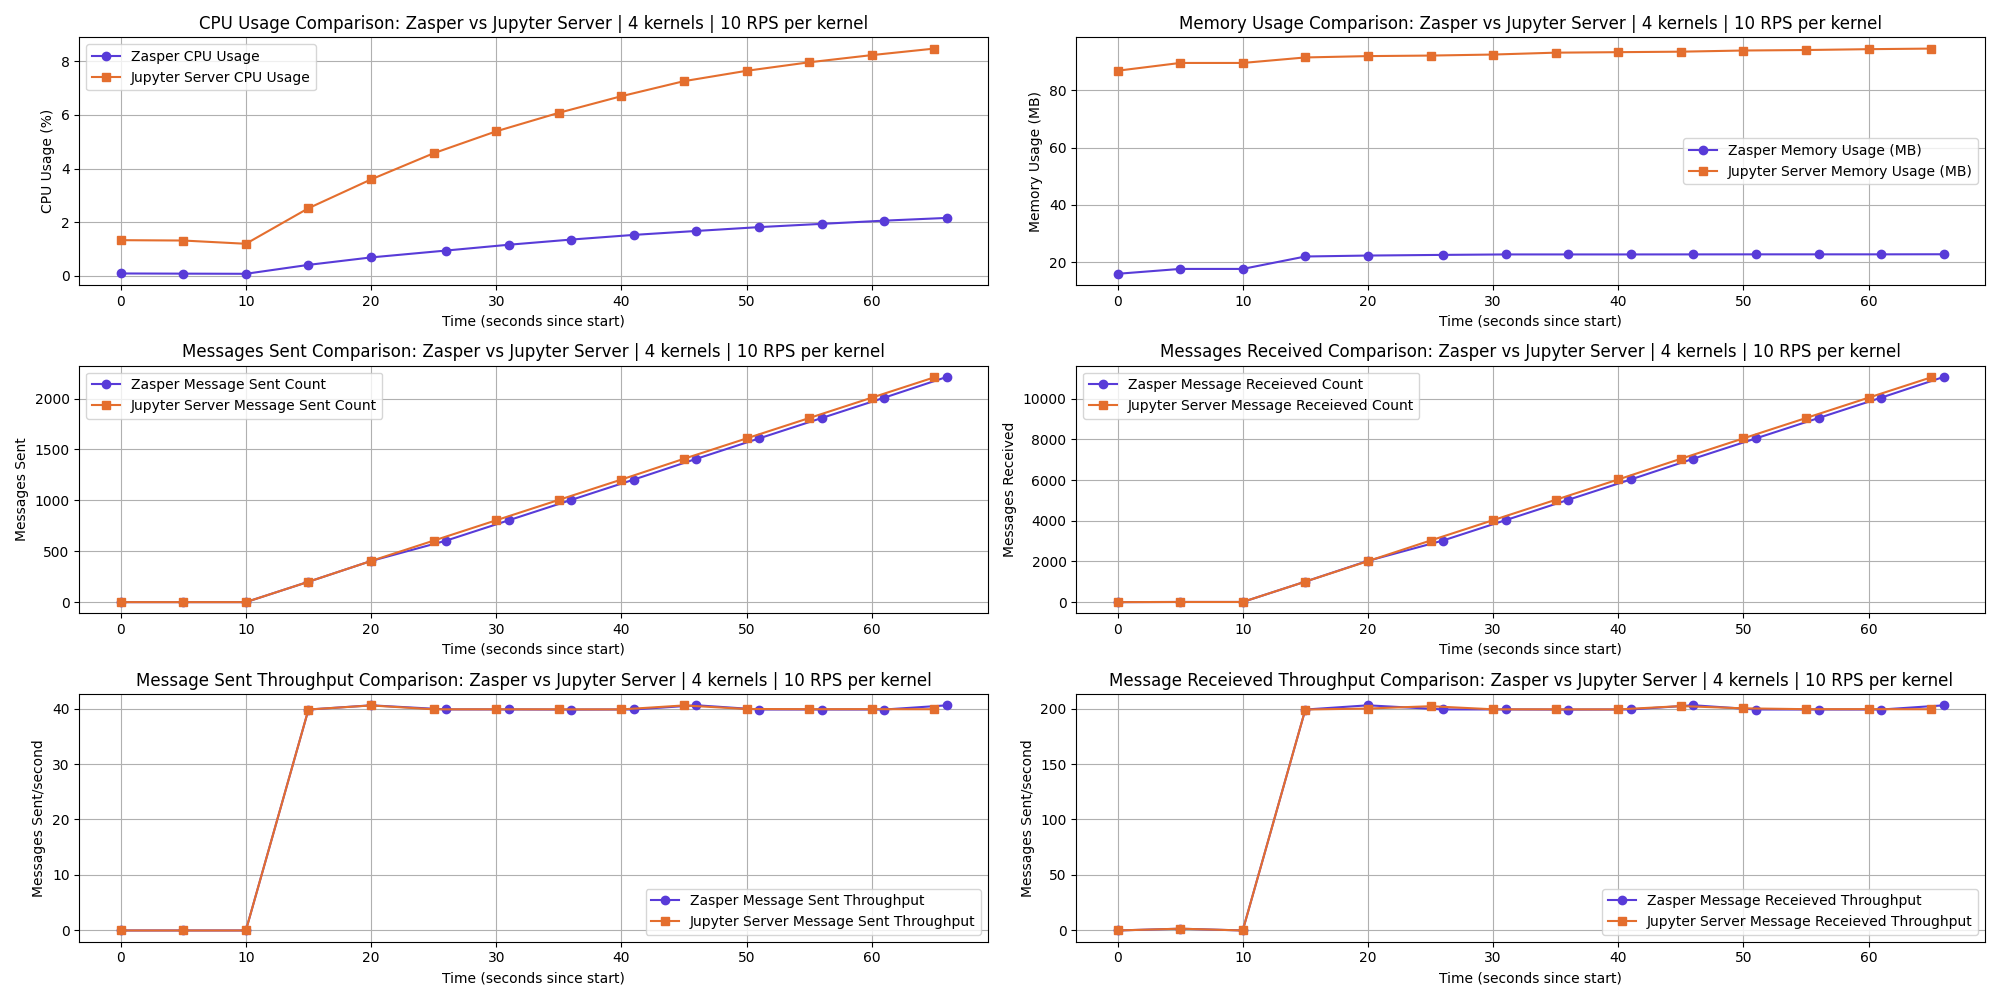 CPU Usage Comparison: Zasper vs Jupyter Server | 4 kernels | 10 RPS per kernel
Zasper CPU Usage
Jupyter Server CPU Usage
CPU Usage (%)
8
6
4
2
0
0 10 20 30 40 50 60
Time (seconds since start)
Memory Usage Comparison: Zasper vs Jupyter Server | 4 kernels | 10 RPS per kernel
Memory Usage (MB)
80
60
40
20
Zasper Memory Usage (MB)
Jupyter Server Memory Usage (MB)
0 10 20 30 40 50 60
Time (seconds since start)
Messages Sent Comparison: Zasper vs Jupyter Server | 4 kernels | 10 RPS per kernel
Zasper Message Sent Count
Jupyter Server Message Sent Count
Messages Sent
2000
1500
1000
500
0
0 10 20 30 40 50 60
Time (seconds since start)
Messages Received Comparison: Zasper vs Jupyter Server | 4 kernels | 10 RPS per kernel
Zasper Message Receieved Count
Jupyter Server Message Receieved Count
Messages Received
10000
8000
6000
4000
2000
0
0 10 20 30 40 50 60
Time (seconds since start)
Message Sent Throughput Comparison: Zasper vs Jupyter Server | 4 kernels | 10 RPS per kernel
Messages Sent/second
40
30
20
10
0
Zasper Message Sent Throughput
Jupyter Server Message Sent Throughput
0 10 20 30 40 50 60
Time (seconds since start)
Message Receieved Throughput Comparison: Zasper vs Jupyter Server | 4 kernels | 10 RPS per kernel
Messages Sent/second
200
150
100
50
0
Zasper Message Receieved Throughput
Jupyter Server Message Receieved Throughput
0 10 20 30 40 50 60
Time (seconds since start)